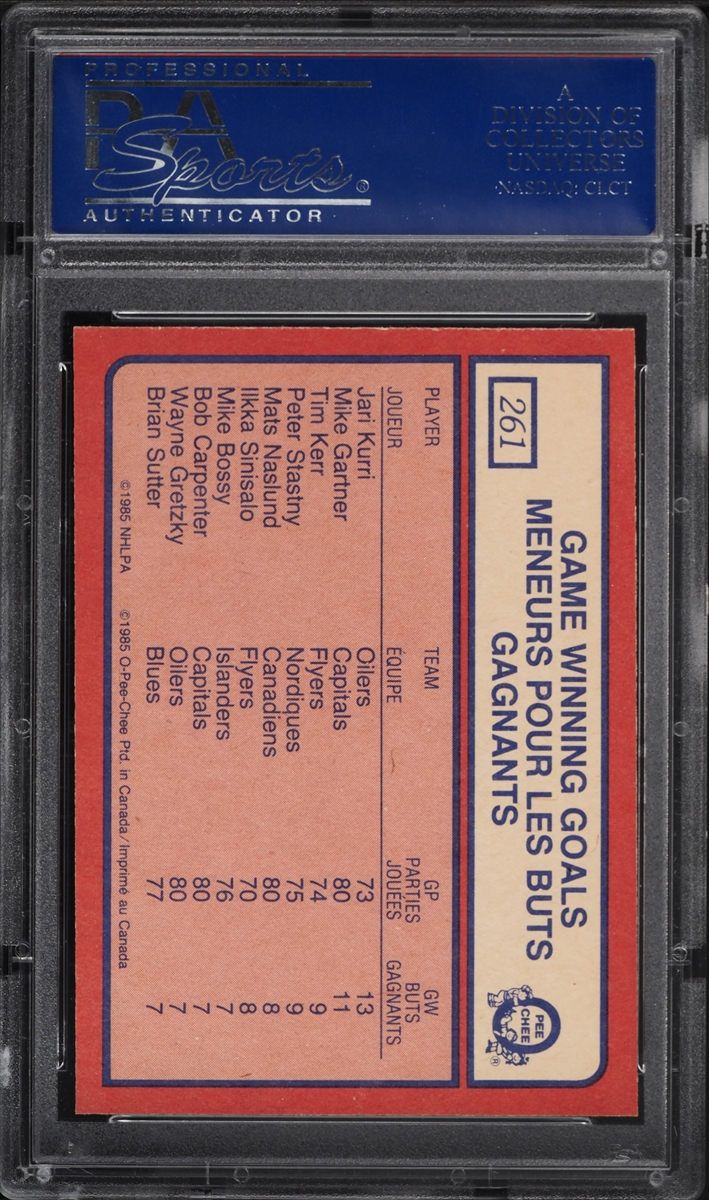 PROFESSIONAL
PSA
Sports®
AUTHENTICATOR
A
DIVISION OF
COLLECTORS
UNIVERSE
NASDAQ: CLCT
261
GAME WINNING GOALS
MENEURS POUR LES BUTS
GAGNANTS
O
PEE
CHEE
®
PLAYER TEAM GP GW
JOUEUR ÉQUIPE PARTIES JOUÉES BUTS GAGNANTS
Jari Kurri Oilers 73 13
Mike Gartner Capitals 80 11
Tim Kerr Flyers 74 9
Peter Stastny Nordiques 75 9
Mats Naslund Canadiens 80 8
Ilkka Sinisalo Flyers 70 8
Mike Bossy Islanders 76 7
Bob Carpenter Capitals 80 7
Wayne Gretzky Oilers 80 7
Brian Sutter Blues 77 7
©1985 NHLPA ©1985 O-Pee-Chee Ptd. in Canada/Imprimé au Canada